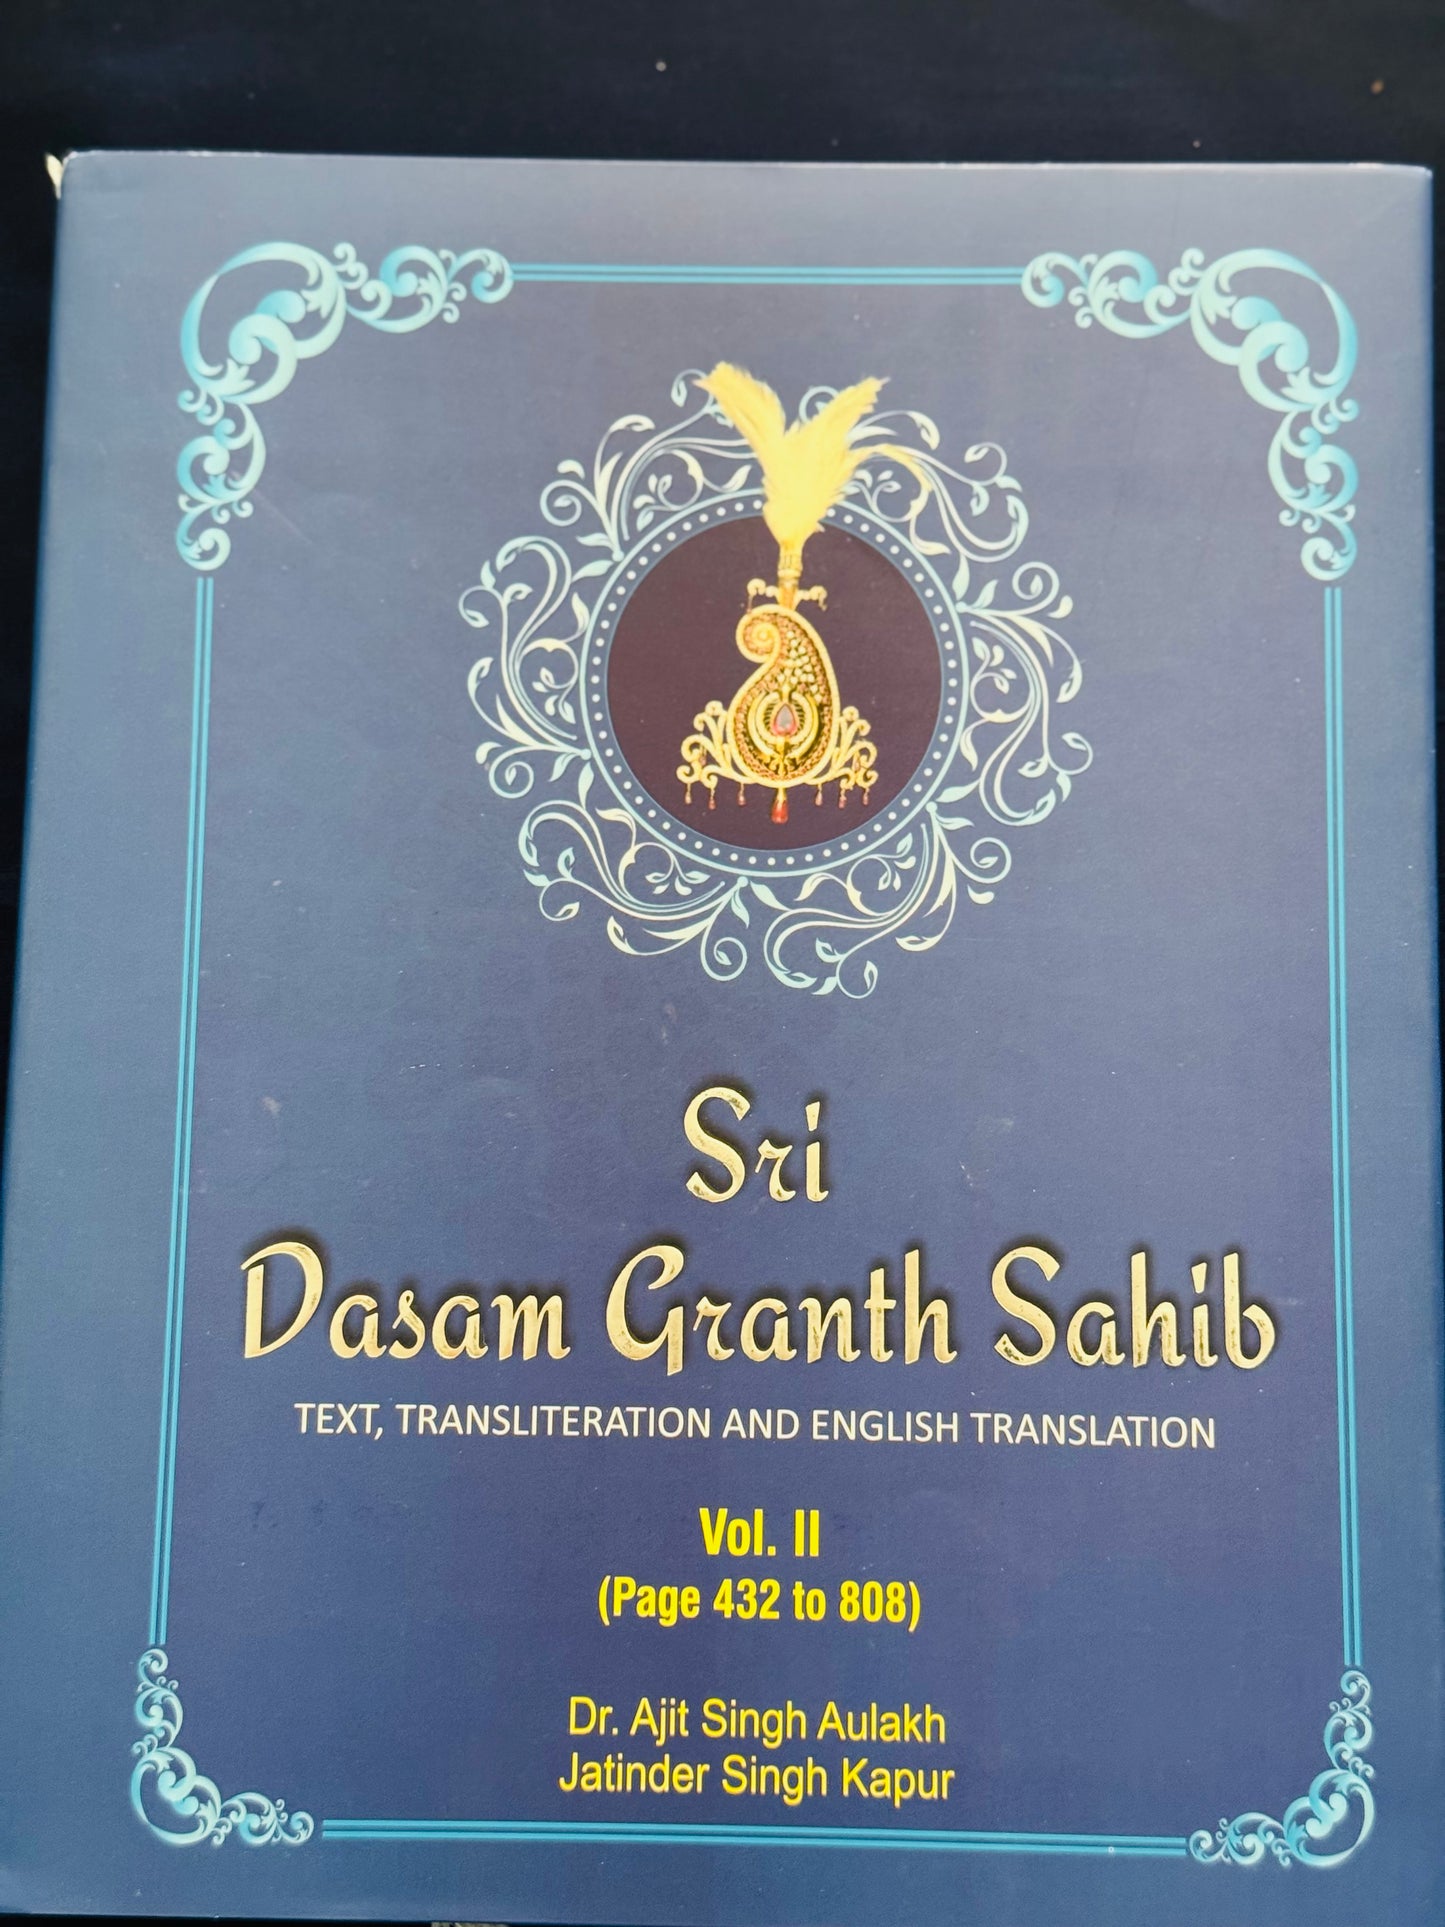 Sri
Dasam Granth Sahib
TEXT, TRANSLITERATION AND ENGLISH TRANSLATION
Vol. II
(Page 432 to 808)
Dr. Ajit Singh Aulakh
Jatinder Singh Kapur